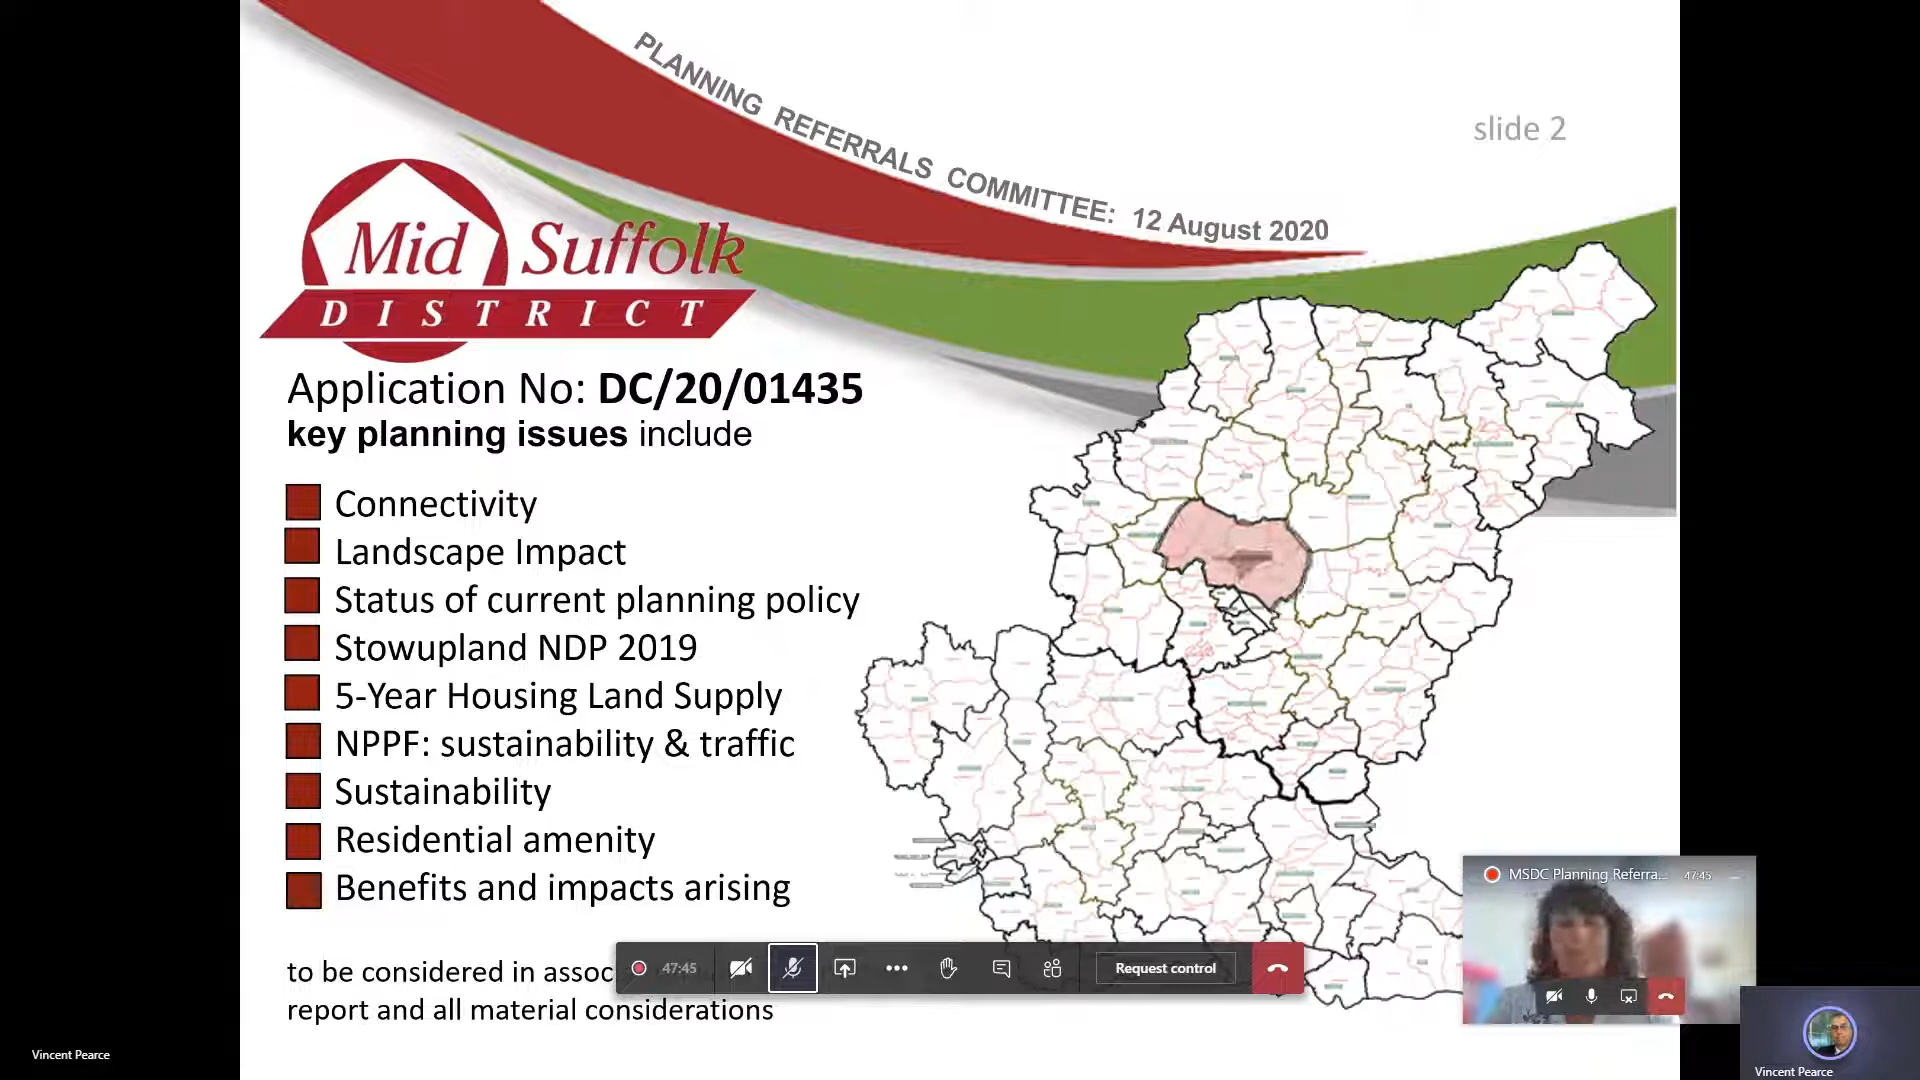 PLANNING REFERRALS COMMITTEE: 12 August 2020
slide 2
Mid Suffolk
DISTRICT
Application No: DC/20/01435
key planning issues include
Connectivity
Landscape Impact
Status of current planning policy
Stowupland NDP 2019
5-Year Housing Land Supply
NPPF: sustainability & traffic
Sustainability
Residential amenity
Benefits and impacts arising
to be considered in assoc
report and all material considerations
47:45
Request control
MSDC Planning Referra...
47:45
Vincent Pearce
Vincent Pearce